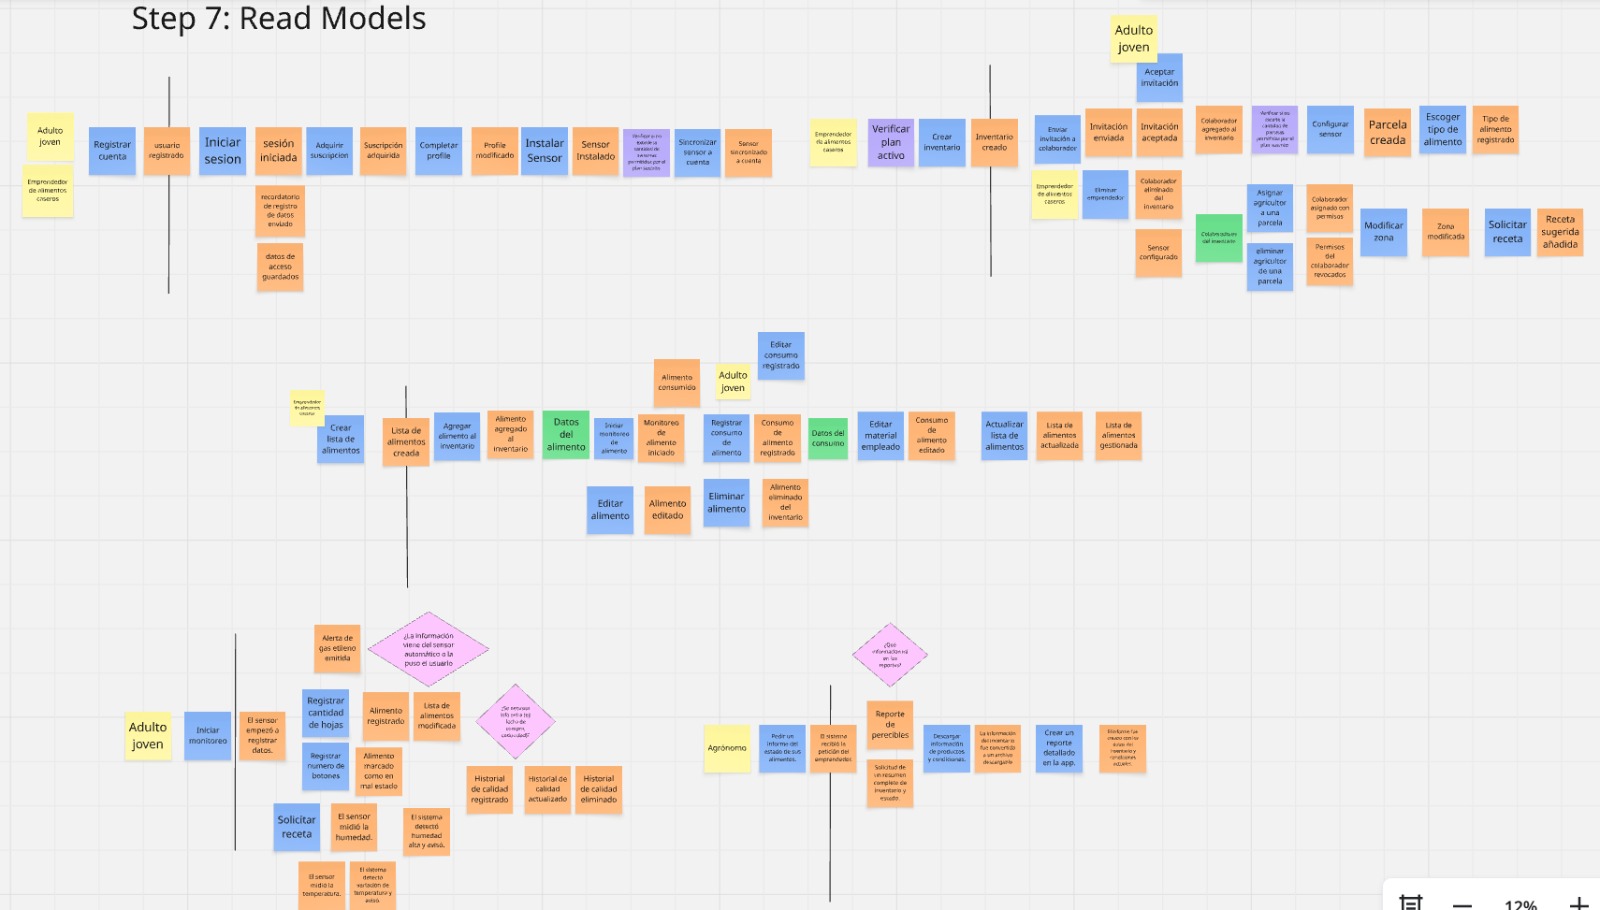 Step 7: Read Models
Adulto
joven
Emprendedor
de alimentos
caseros
Registrar
cuenta
usuario
registrado
Iniciar
sesion
sesión
iniciada
recordatorio
de registro
de datos
enviado
datos de
acceso
guardados
Adquirir
suscripcion
Suscripción
adquirida
Completar
profile
Profile
modificado
Instalar
Sensor
Sensor
Instalado
Sincronizar
sensor a
cuenta
Sensor
sincronizado
a cuenta
Emprendedor
de alimentos
caseros
Verificar
plan
activo
Crear
inventario
Inventario
creado
Adulto
joven
Aceptar
invitación
Enviar
invitación a
colaborador
Invitación
enviada
Invitación
aceptada
Colaborador
agregado al
inventario
Configurar
sensor
Parcela
creada
Escoger
tipo de
alimento
Tipo de
alimento
registrado
Emprendedor
de alimentos
caseros
Eliminar
emprendedor
Colaborador
eliminado
del
inventario
Sensor
configurado
Colaboradores
del inventario
Asignar
agricultor
a una
parcela
eliminar
agricultor
de una
parcela
Colaborador
asignado con
permisos
Permisos
del
colaborador
revocados
Modificar
zona
Zona
modificada
Solicitar
receta
Receta
sugerida
añadida
Emprendedor
de alimentos
caseros
Crear
lista de
alimentos
Lista de
alimentos
creada
Agregar
alimento al
inventario
Alimento
agregado
al
inventario
Datos
del
alimento
Iniciar
monitoreo
de
alimento
Monitoreo
de
alimento
iniciado
Alimento
consumido
Adulto
joven
Editar
consumo
registrado
Registrar
consumo
de
alimento
Consumo
de
alimento
registrado
Datos del
consumo
Editar
material
empleado
Consumo
de
alimento
editado
Actualizar
lista de
alimentos
Lista de
alimentos
actualizada
Lista de
alimentos
gestionada
Editar
alimento
Alimento
editado
Eliminar
alimento
Alimento
eliminado
del
inventario
Adulto
joven
Iniciar
monitoreo
El sensor
empezó a
registrar
datos.
Alerta de
gas etileno
emitida
¿La información
viene del sensor
automático o la
puso el usuario
Registrar
cantidad
de hojas
Alimento
registrado
Lista de
alimentos
modificada
Registrar
numero de
botones
Alimento
marcado
como en
mal estado
Historial
de calidad
registrado
Historial de
calidad
actualizado
Historial
de calidad
eliminado
Solicitar
receta
El sensor
midió la
humedad.
El sistema
detectó
humedad
alta y avisó.
El sensor
midió la
temperatura.
El sistema
detectó
variación de
temperatura y
avisó.
Agrónomo
Pedir un
informe del
estado de sus
alimentos.
El sistema
recibió la
petición del
emprendedor.
Reporte
de
percibles
Solicitud de
un resumen
completo de
inventario y
estado.
Descargar
información
de productos
y condiciones.
La información
del inventario
fue convertida
a un archivo
descargable
Crear un
reporte
detallado
en la app.
12%